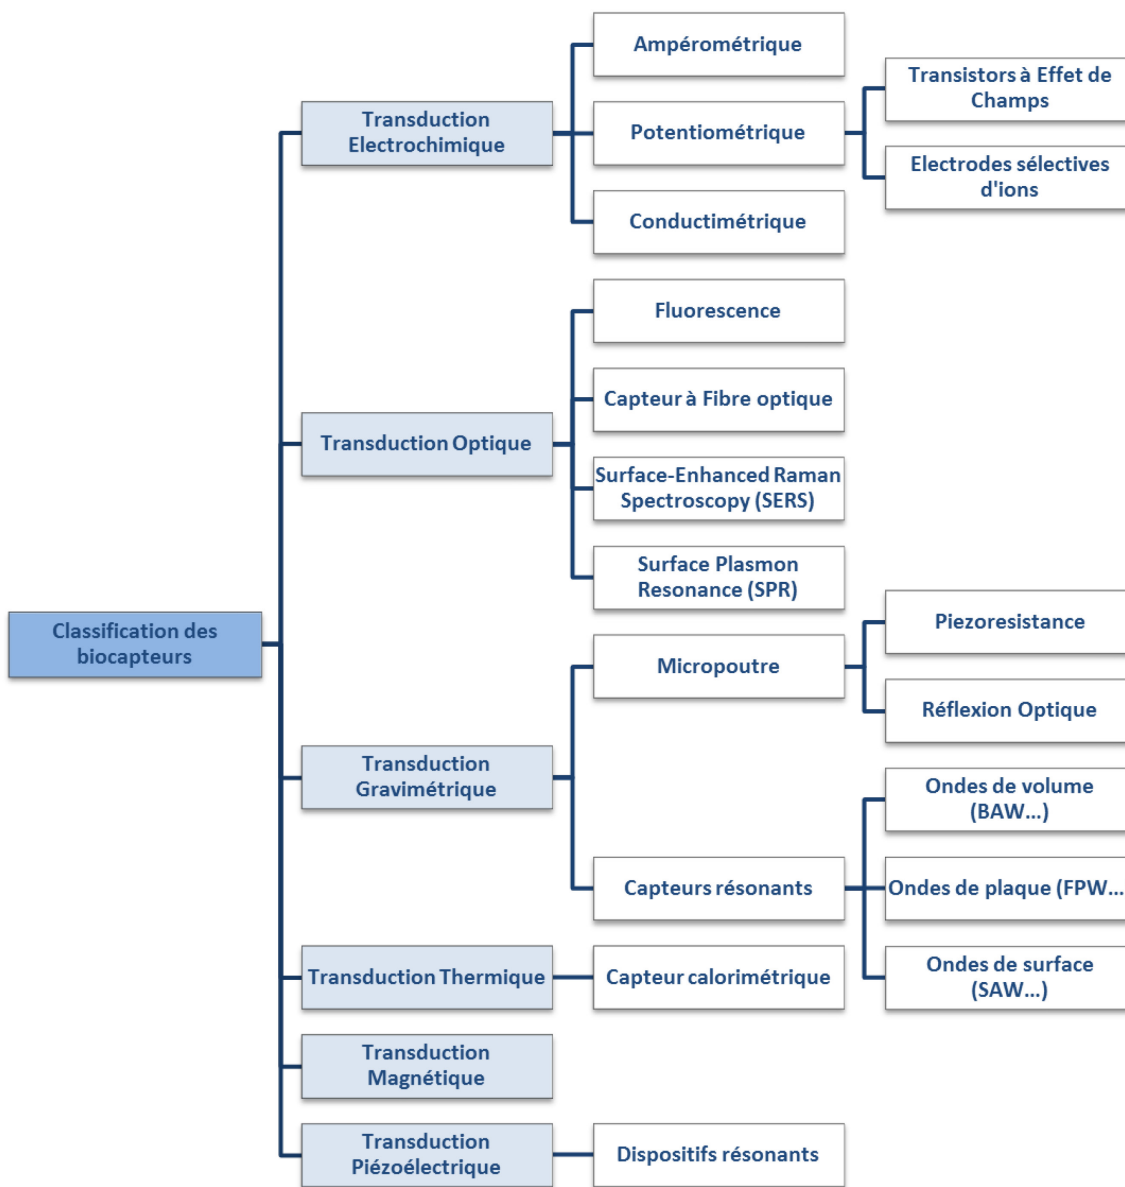 Classification des
biocapteurs
Transduction
Electrochimique
Ampérométrique
Potentiométrique
Transistors à Effet de
Champs
Electrodes sélectives
d'ions
Conductimétrique
Transduction Optique
Fluorescence
Capteur à Fibre optique
Surface-Enhanced Raman
Spectroscopy (SERS)
Surface Plasmon
Resonance (SPR)
Transduction
Gravimétrique
Micropoutre
Piezoresistance
Réflexion Optique
Capteurs résonants
Ondes de volume
(BAW...)
Ondes de plaque (FPW...
Ondes de surface
(SAW...)
Transduction Thermique
Capteur calorimétrique
Transduction
Magnétique
Transduction
Piézoélectrique
Dispositifs résonants